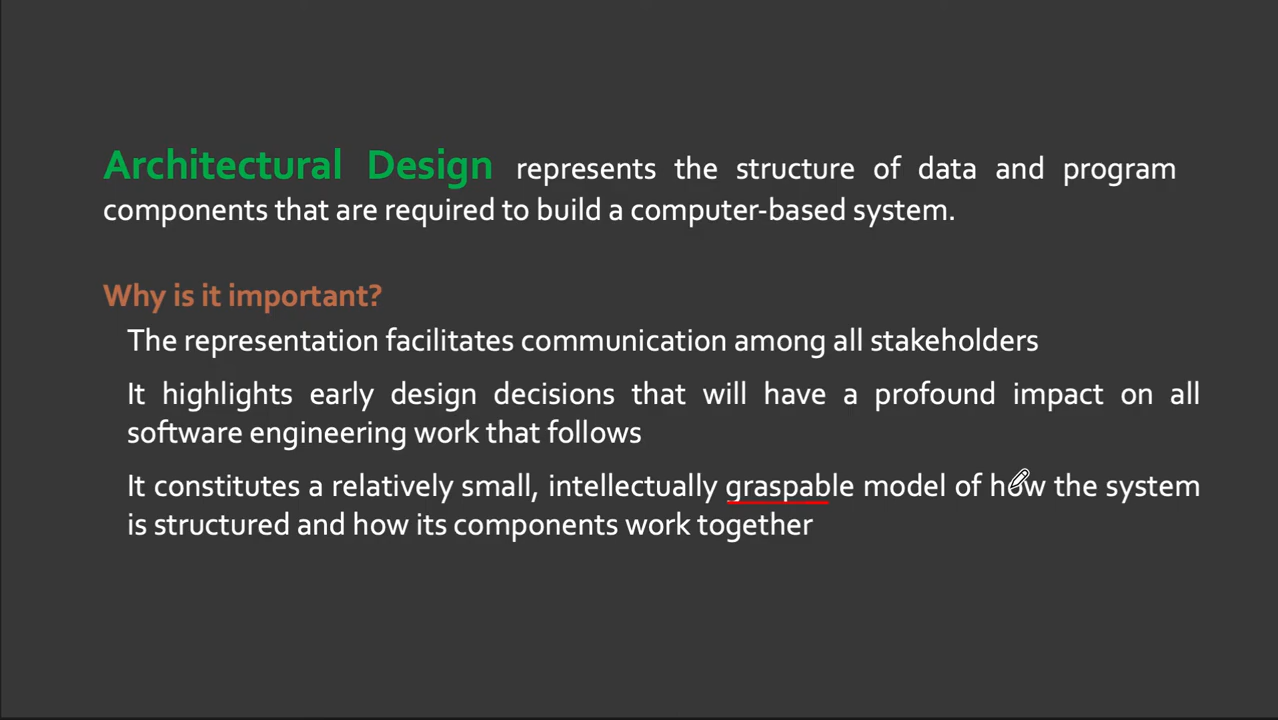 Architectural Design represents the structure of data and program
components that are required to build a computer-based system.
Why is it important?
The representation facilitates communication among all stakeholders
It highlights early design decisions that will have a profound impact on all
software engineering work that follows
It constitutes a relatively small, intellectually graspable model of how the system
is structured and how its components work together